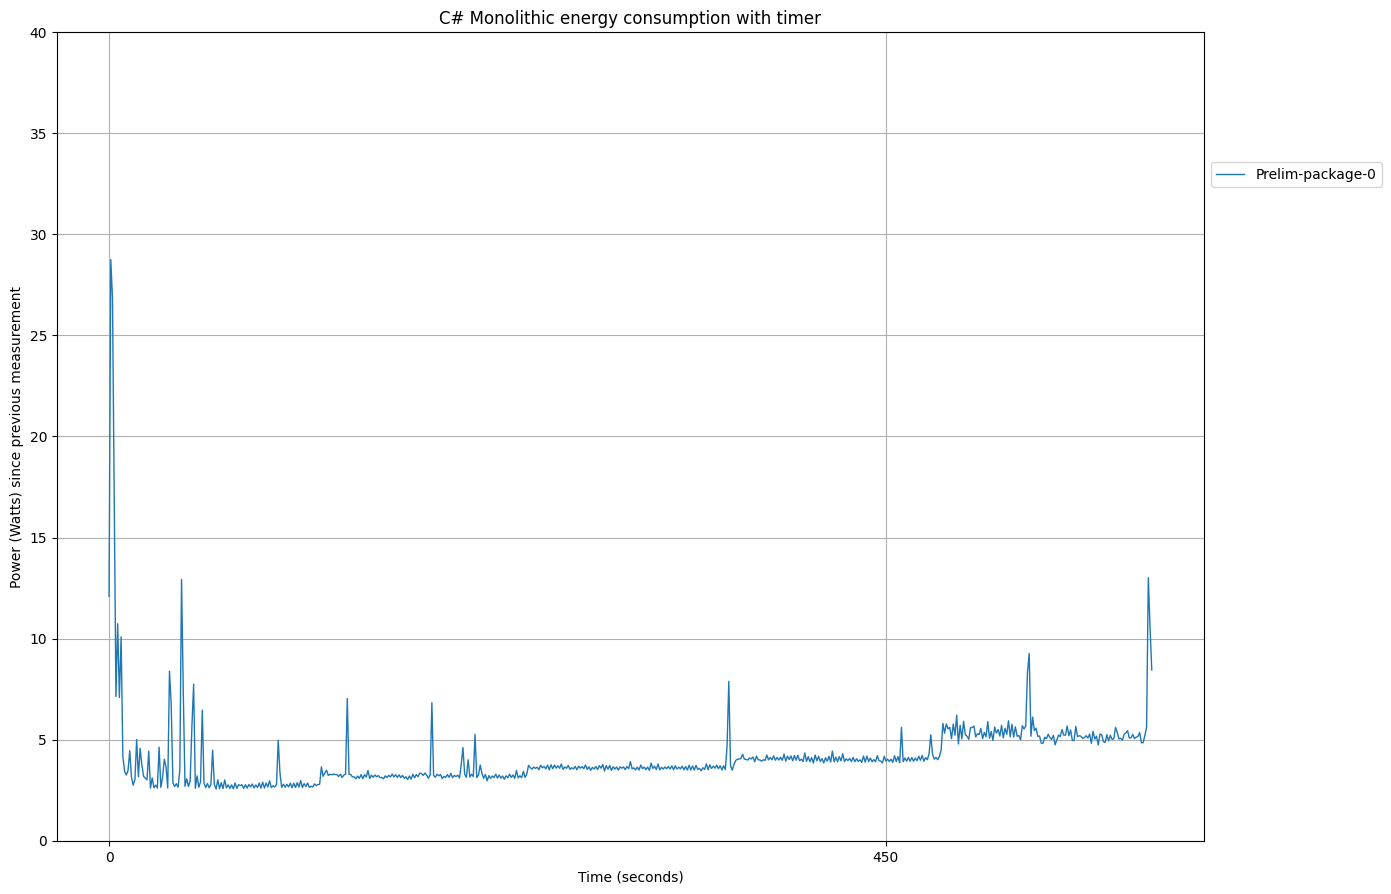 C# Monolithic energy consumption with timer
40
35
30
25
20
15
10
5
0
Power (Watts) since previous measurement
0 450
Time (seconds)
Prelim-package-0